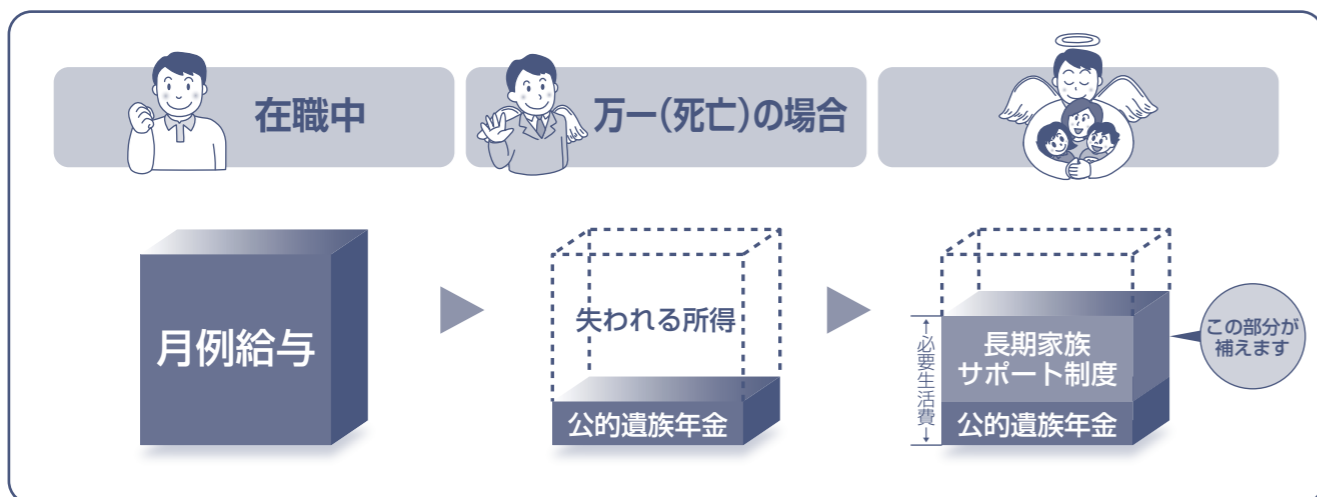 在職中
万一(死亡)の場合
月例給与
失われる所得
公的遺族年金
必要生活費
長期家族
サポート制度
公的遺族年金
この部分が
補えます